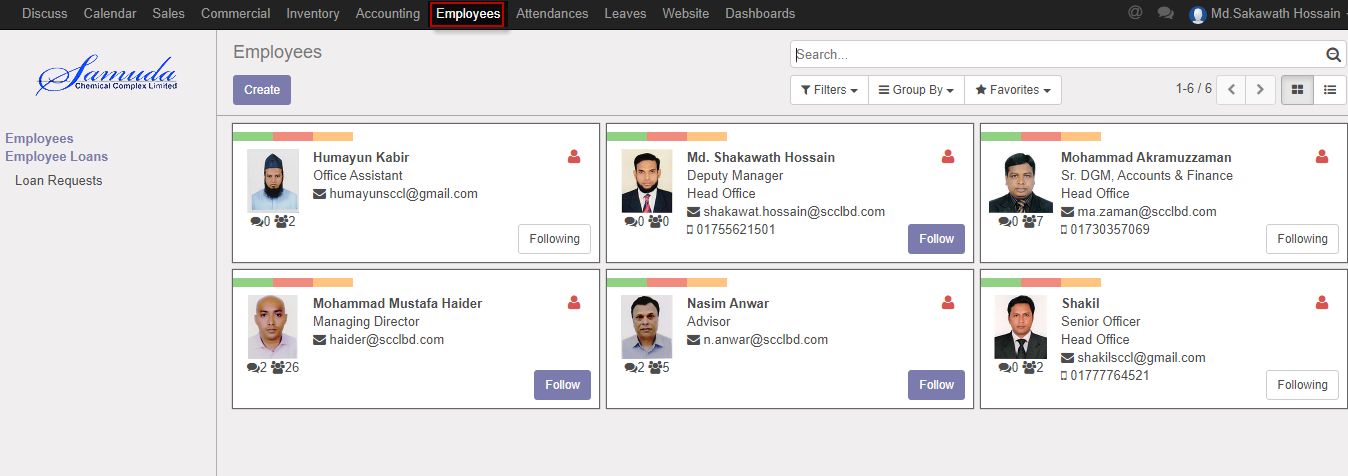 Discuss Calendar Sales Commercial Inventory Accounting Employees Attendances Leaves Website Dashboards @ Md.Sakawath Hossain
Samuda
Chemical Complex Limited
Employees
Employee Loans
Loan Requests
Employees
Search...
Create
Filters Group By Favorites
1-6 / 6
Humayun Kabir
Office Assistant
humayunsccl@gmail.com
0 2
Following
Md. Shakawath Hossain
Deputy Manager
Head Office
shakawat.hossain@scclbd.com
01755621501
0 0
Follow
Mohammad Akramuzzaman
Sr. DGM, Accounts & Finance
Head Office
ma.zaman@scclbd.com
01730357069
0 7
Following
Mohammad Mustafa Haider
Managing Director
haider@scclbd.com
2 26
Follow
Nasim Anwar
Advisor
n.anwar@scclbd.com
2 5
Follow
Shakil
Senior Officer
Head Office
shakilsccl@gmail.com
01777764521
0 2
Following